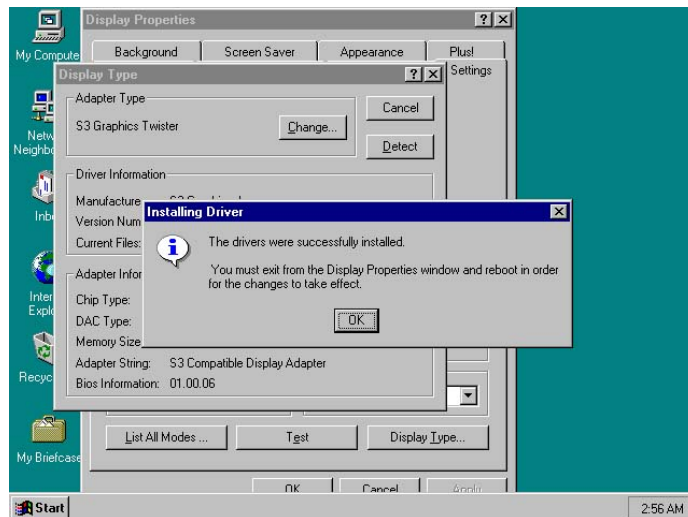 Display Properties
My Compute
Background
Screen Saver
Appearance
Plus!
Settings
Display Type
Adapter Type
S3 Graphics Twister
Change...
Cancel
Detect
Netw
Neighbo
Driver Information
Manufacture
Version Num
Current Files:
Inb
Installing Driver
The drivers were successfully installed.
You must exit from the Display Properties window and reboot in order
for the changes to take effect.
OK
Adapter Infor
Chip Type:
DAC Type:
Memory Size
Adapter String: S3 Compatible Display Adapter
Bios Information: 01.00.06
Inter
Explo
Recyc
List All Modes ...
Test
Display Type...
My Briefcase
OK
Cancel
Apply
Start
2:56 AM